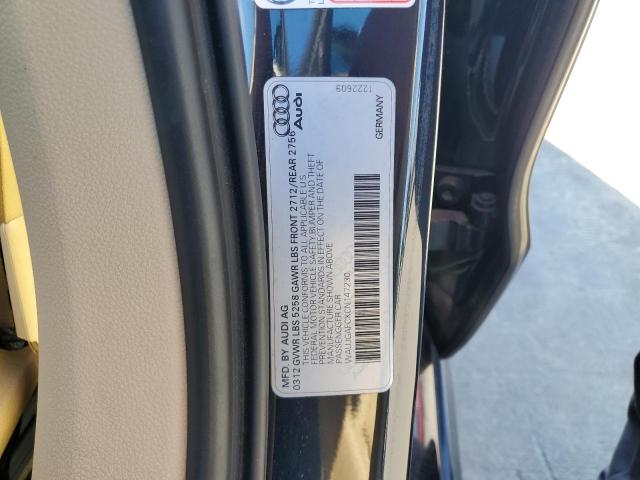 MFD. BY AUDI AG
0312 GVWR LBS 5258 GAWR LBS FRONT 2712/REAR 2756
THIS VEHICLE CONFORMS TO ALL APPLICABLE U.S.
FEDERAL MOTOR VEHICLE SAFETY, BUMPER AND THEFT
PREVENTION STANDARDS IN EFFECT ON THE DATE OF
MANUFACTURE SHOWN ABOVE
PASSENGER CAR
WAUJGAFCXCN147230
Audi
GERMANY
1222609